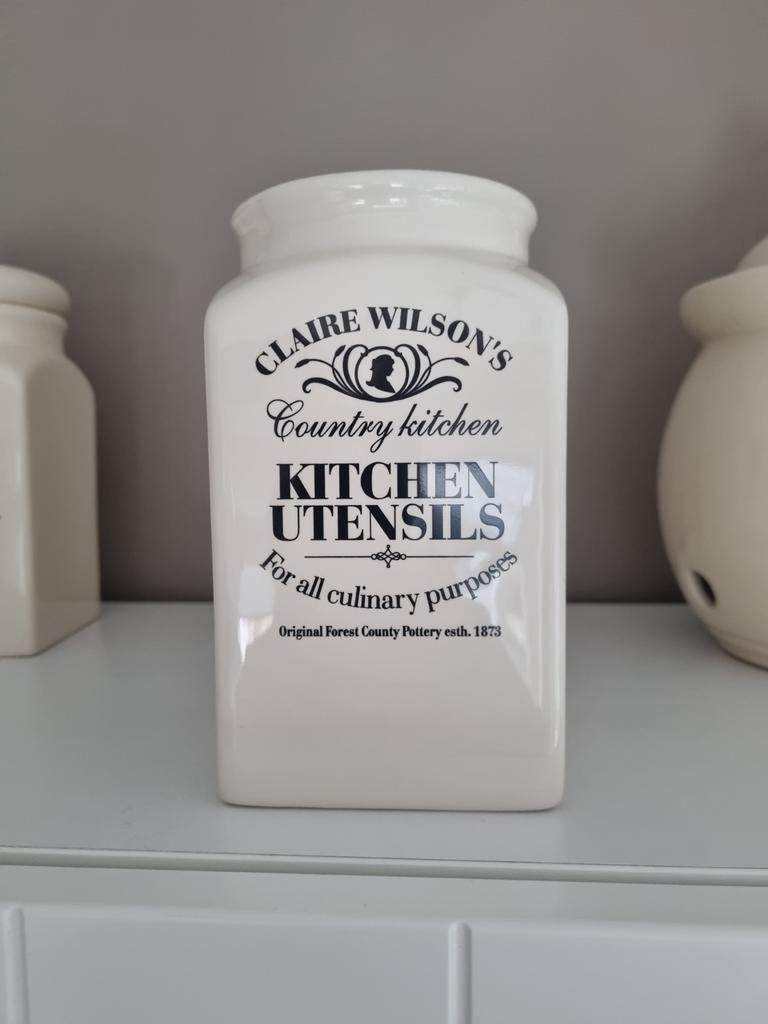 CLAIRE WILSON'S
Country kitchen
KITCHEN
UTENSILS
For all culinary purposes
Original Forest County Pottery esth. 1873